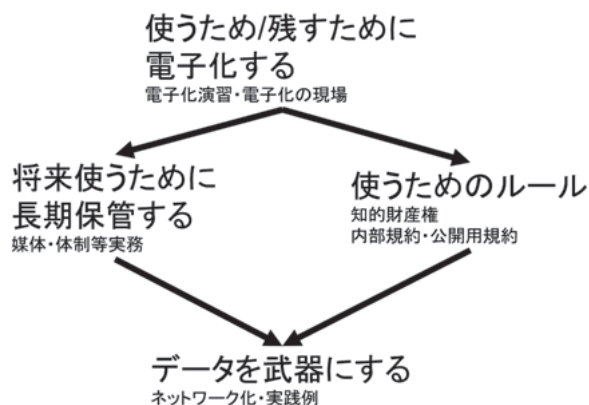 使うため/残すために
電子化する
電子化演習・電子化の現場
将来使うために
長期保管する
媒体・体制等実務
使うためのルール
知的財産権
内部規約・公開用規約
データを武器にする
ネットワーク化・実践例